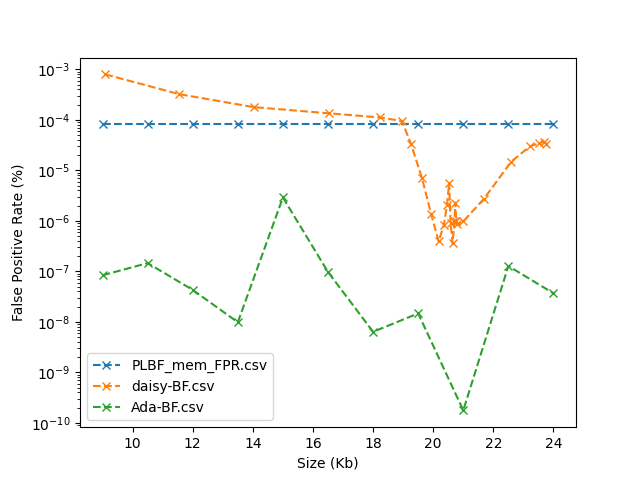 10⁻³
10⁻⁴
10⁻⁵
10⁻⁶
10⁻⁷
10⁻⁸
10⁻⁹
10⁻¹⁰
False Positive Rate (%)
PLBF_mem_FPR.csv
daisy-BF.csv
Ada-BF.csv
10 12 14 16 18 20 22 24
Size (Kb)